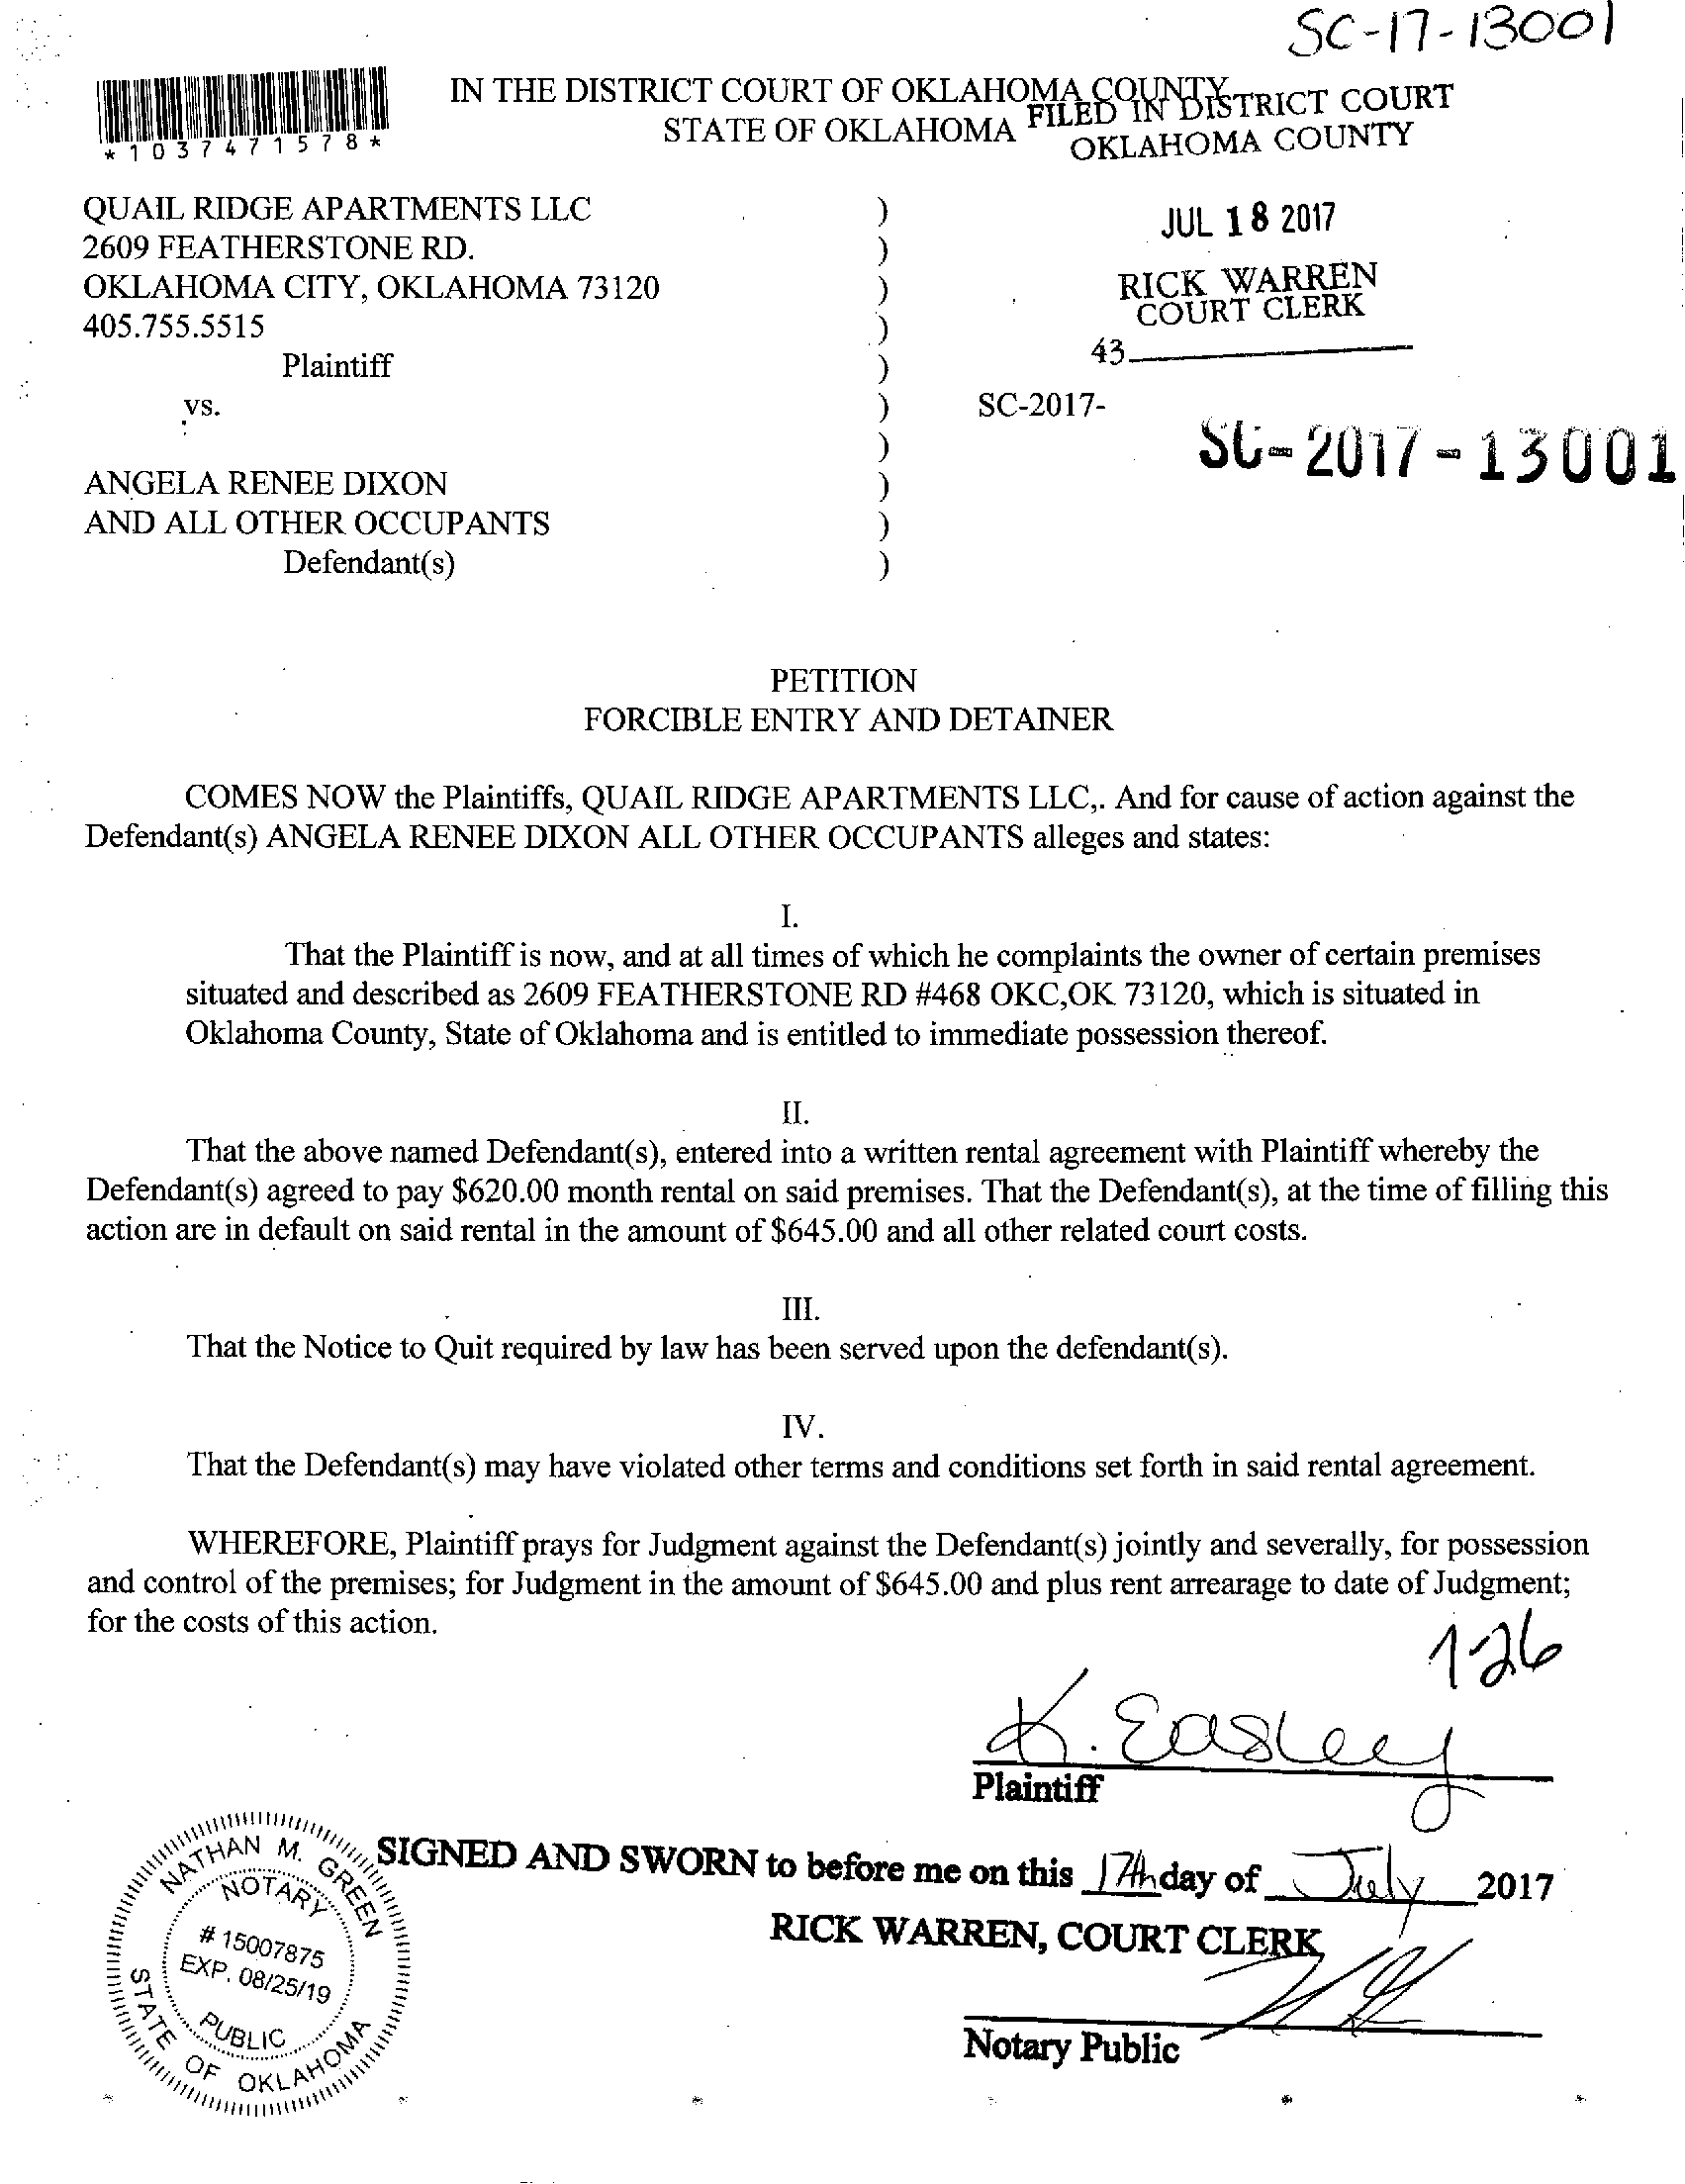 SC-17-13001
IN THE DISTRICT COURT OF OKLAHOMA COUNTY
STATE OF OKLAHOMA
FILED IN DISTRICT COURT
OKLAHOMA COUNTY
*1037471578*
QUAIL RIDGE APARTMENTS LLC )
2609 FEATHERSTONE RD. )
OKLAHOMA CITY, OKLAHOMA 73120 )
405.755.5515 )
Plaintiff )
vs. )
)
ANGELA RENEE DIXON )
AND ALL OTHER OCCUPANTS )
Defendant(s) )
JUL 18 2017
RICK WARREN
COURT CLERK
43
SC-2017-
SC-2017-13001
PETITION
FORCIBLE ENTRY AND DETAINER
COMES NOW the Plaintiffs, QUAIL RIDGE APARTMENTS LLC,. And for cause of action against the
Defendant(s) ANGELA RENEE DIXON ALL OTHER OCCUPANTS alleges and states:
I.
That the Plaintiff is now, and at all times of which he complaints the owner of certain premises
situated and described as 2609 FEATHERSTONE RD #468 OKC,OK 73120, which is situated in
Oklahoma County, State of Oklahoma and is entitled to immediate possession thereof.
II.
That the above named Defendant(s), entered into a written rental agreement with Plaintiff whereby the
Defendant(s) agreed to pay $620.00 month rental on said premises. That the Defendant(s), at the time of filling this
action are in default on said rental in the amount of $645.00 and all other related court costs.
III.
That the Notice to Quit required by law has been served upon the defendant(s).
IV.
That the Defendant(s) may have violated other terms and conditions set forth in said rental agreement.
WHEREFORE, Plaintiff prays for Judgment against the Defendant(s) jointly and severally, for possession
and control of the premises; for Judgment in the amount of $645.00 and plus rent arrearage to date of Judgment;
for the costs of this action.
7-26
K. Easley
Plaintiff
SIGNED AND SWORN to before me on this 17th day of July 2017
RICK WARREN, COURT CLERK
Notary Public
NATHAN M. GREEN
NOTARY
# 15007875
EXP. 08/25/19
PUBLIC
STATE OF OKLAHOMA